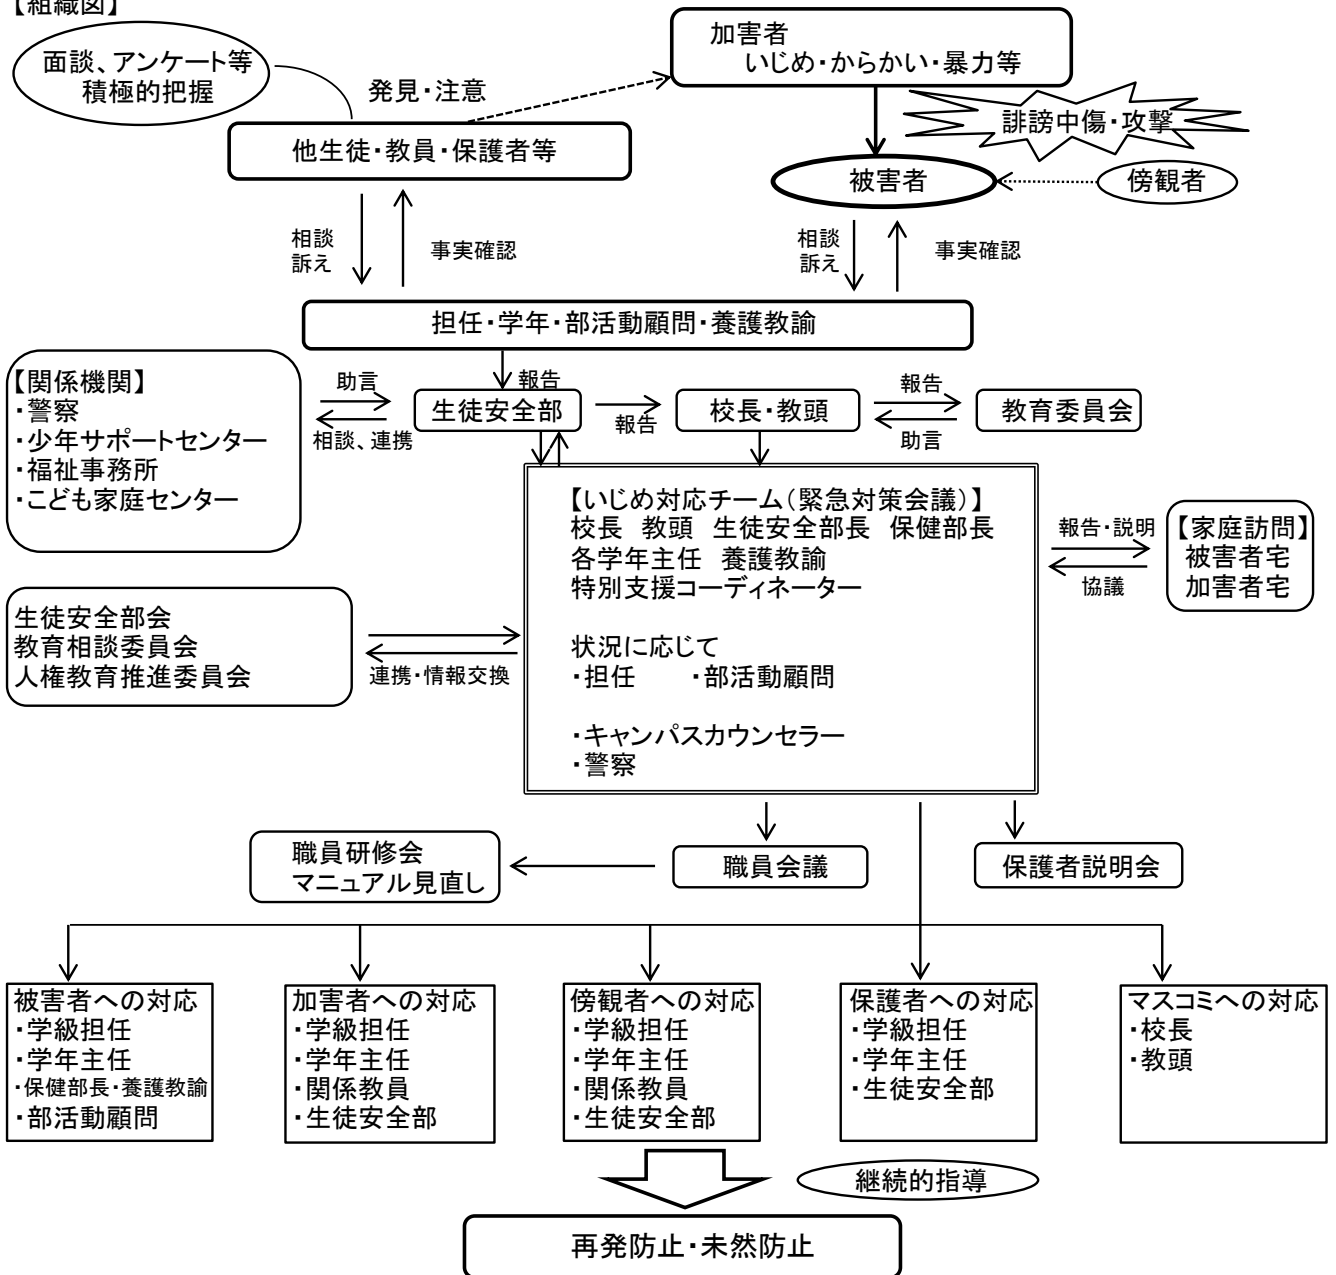 【組織図】
面談、アンケート等
積極的把握
発見・注意
加害者
いじめ・からかい・暴力等
誹謗中傷・攻撃
他生徒・教員・保護者等
被害者
傍観者
相談
訴え
事実確認
相談
訴え
事実確認
担任・学年・部活動顧問・養護教諭
【関係機関】
・警察
・少年サポートセンター
・福祉事務所
・こども家庭センター
助言
相談、連携
報告
生徒安全部
報告
校長・教頭
報告
助言
教育委員会
【いじめ対応チーム（緊急対策会議）】
校長　教頭　生徒安全部長　保健部長
各学年主任　養護教諭
特別支援コーディネーター
状況に応じて
・担任　　・部活動顧問
・キャンパスカウンセラー
・警察
報告・説明
協議
【家庭訪問】
被害者宅
加害者宅
生徒安全部会
教育相談委員会
人権教育推進委員会
連携・情報交換
職員研修会
マニュアル見直し
職員会議
保護者説明会
被害者への対応
・学級担任
・学年主任
・保健部長・養護教諭
・部活動顧問
加害者への対応
・学級担任
・学年主任
・関係教員
・生徒安全部
傍観者への対応
・学級担任
・学年主任
・関係教員
・生徒安全部
保護者への対応
・学級担任
・学年主任
・生徒安全部
マスコミへの対応
・校長
・教頭
継続的指導
再発防止・未然防止